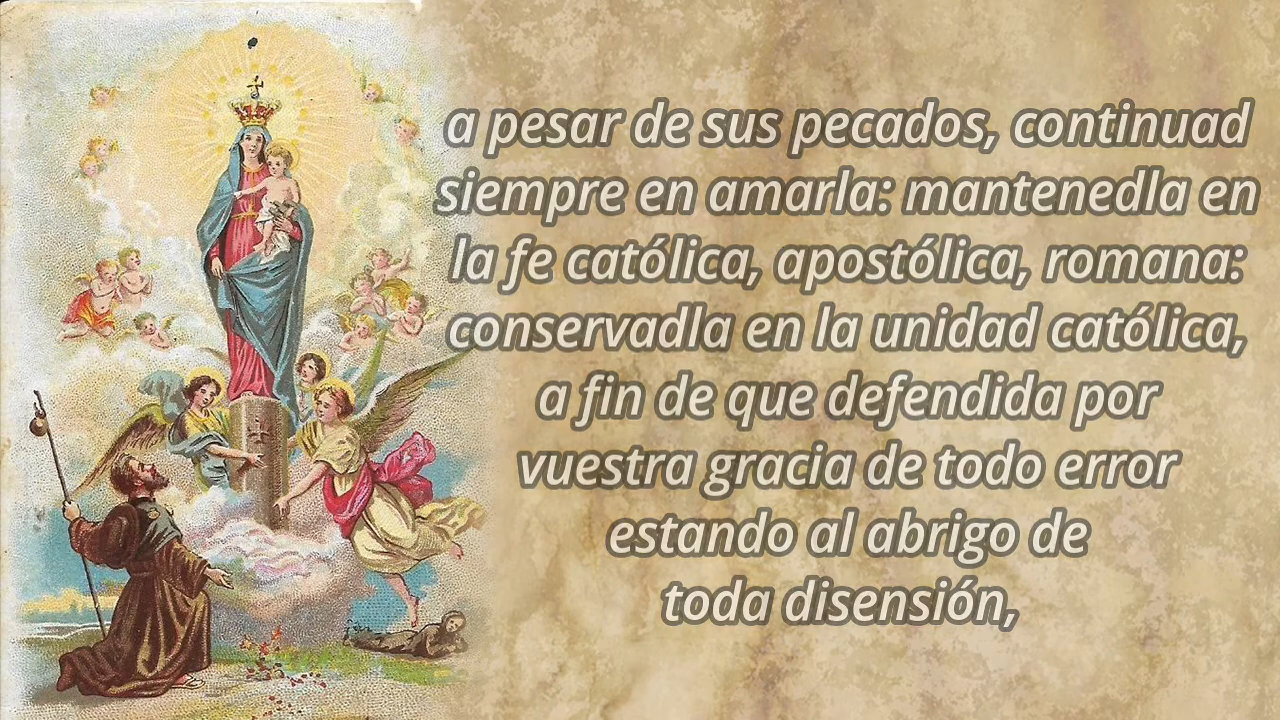 a pesar de sus pecados, continuad
siempre en amarla: mantenedla en
la fe católica, apostólica, romana:
conservadla en la unidad católica,
a fin de que defendida por
vuestra gracia de todo error
estando al abrigo de
toda disensión,